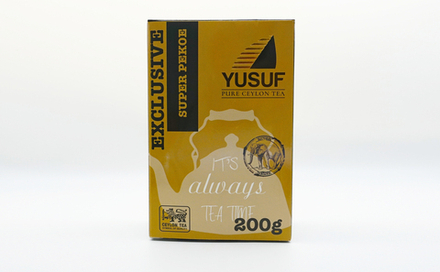 EXCLUSIVE
SUPER PEKOE
YUSUF
PURE CEYLON TEA
IT'S
always
TEA TIME
200g
CEYLON TEA